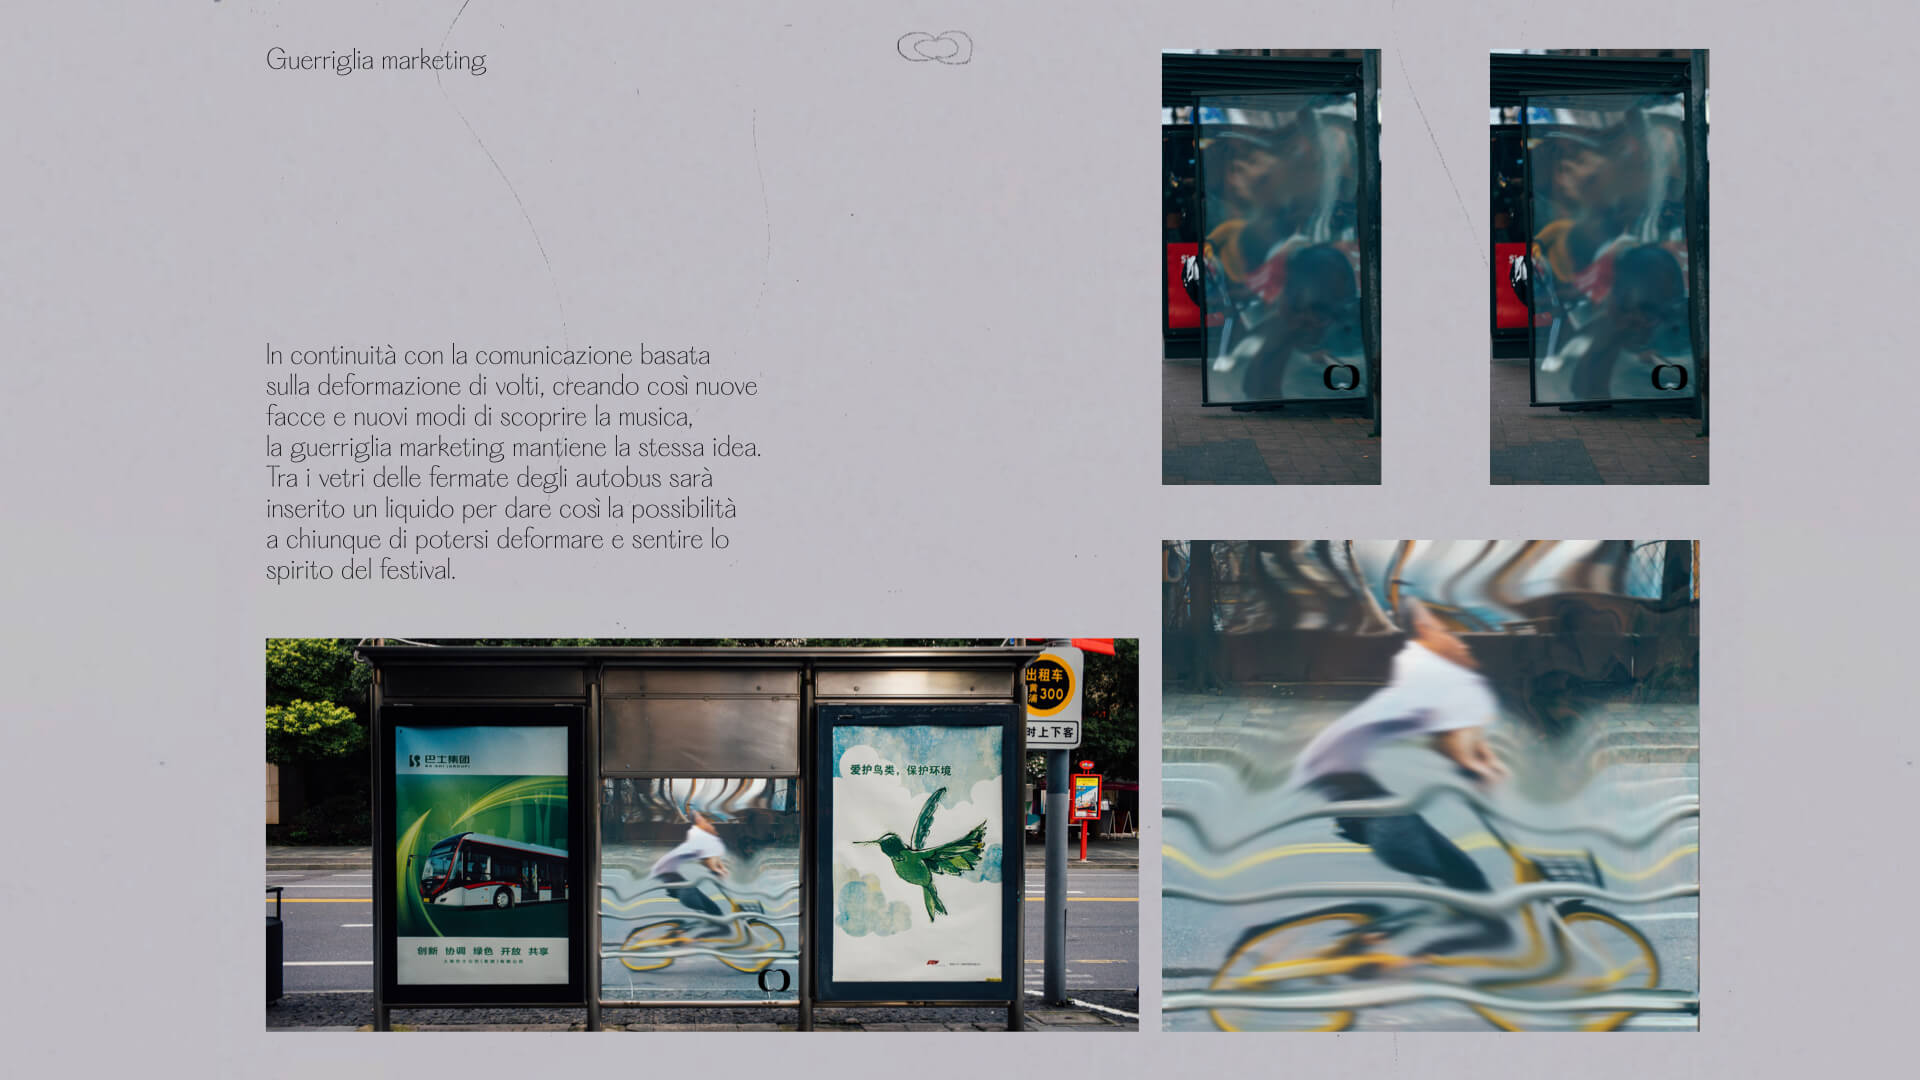 Guerriglia marketing
In continuità con la comunicazione basata
sulla deformazione di volti, creando così nuove
facce e nuovi modi di scoprire la musica,
la guerriglia marketing mantiene la stessa idea.
Tra i vetri delle fermate degli autobus sarà
inserito un liquido per dare così la possibilità
a chiunque di potersi deformare e sentire lo
spirito del festival.
巴士集团
创新 协调 绿色 开放 共享
爱护鸟类，保护环境
出租车
300
时上下客